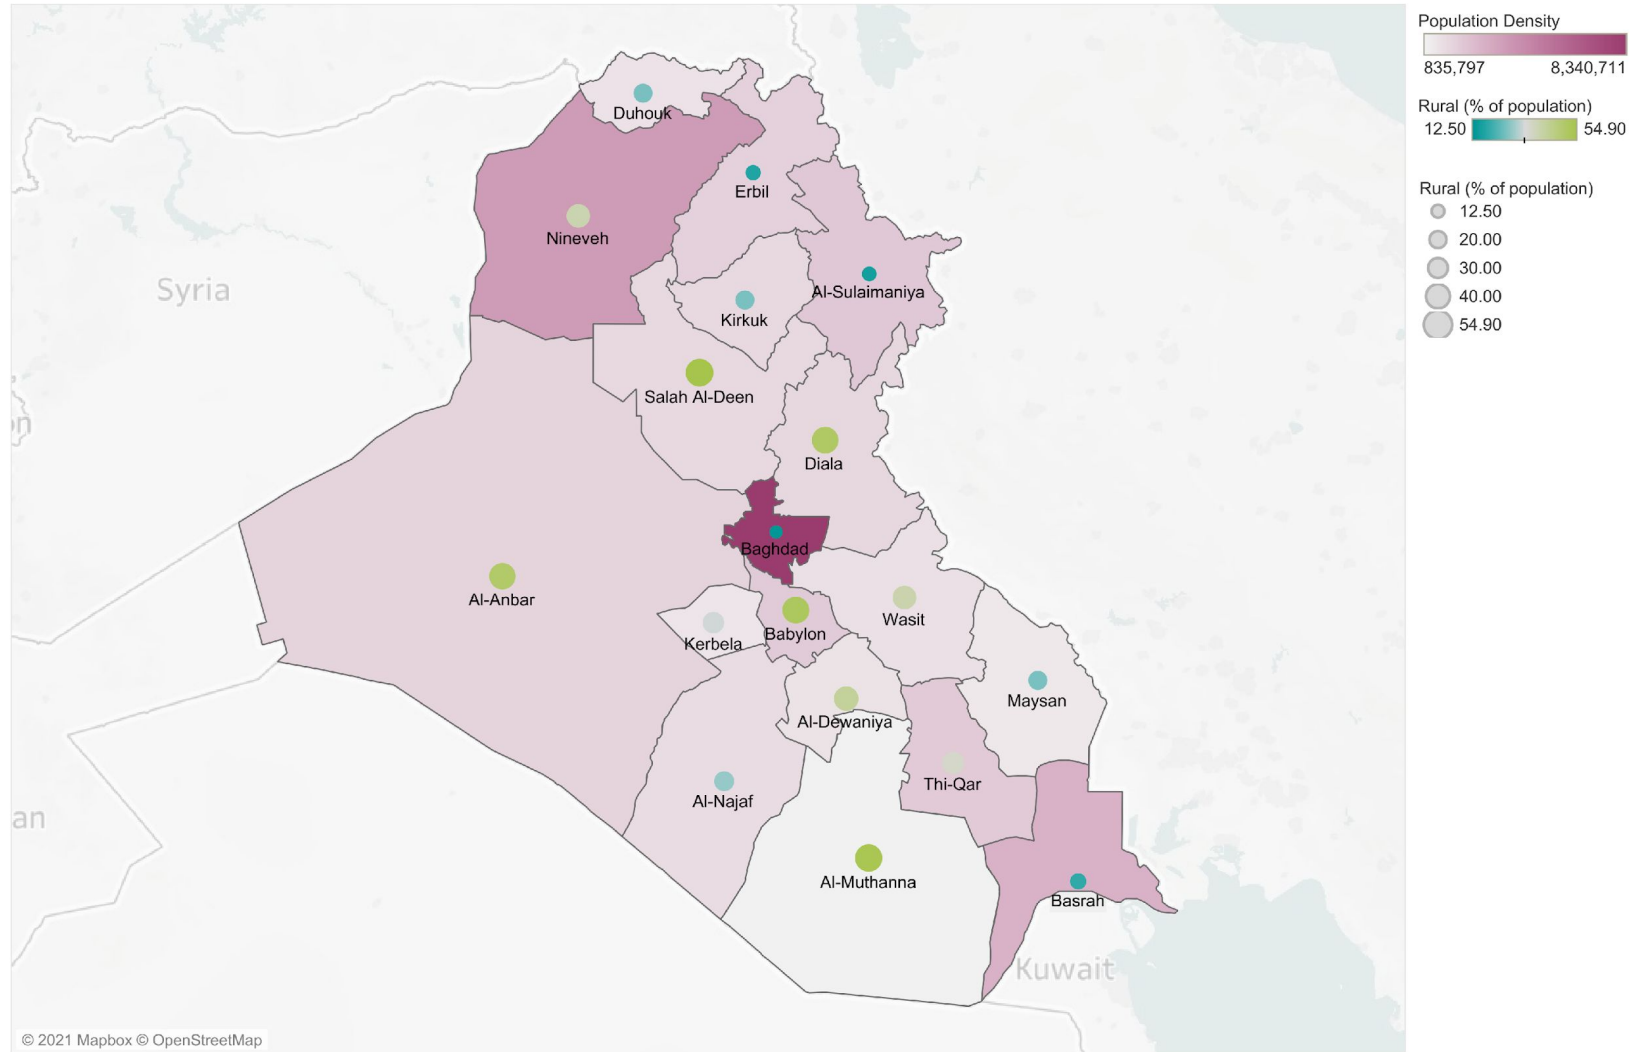 Population Density
835,797 8,340,711
Rural (% of population)
12.50 54.90
Rural (% of population)
12.50
20.00
30.00
40.00
54.90
Duhouk
Erbil
Nineveh
Syria
Al-Sulaimaniya
Kirkuk
Salah Al-Deen
on
Diala
Baghdad
Al-Anbar
Wasit
Babylon
Kerbela
Maysan
Al-Dewaniya
Thi-Qar
Al-Najaf
an
Al-Muthanna
Basrah
Kuwait
© 2021 Mapbox © OpenStreetMap